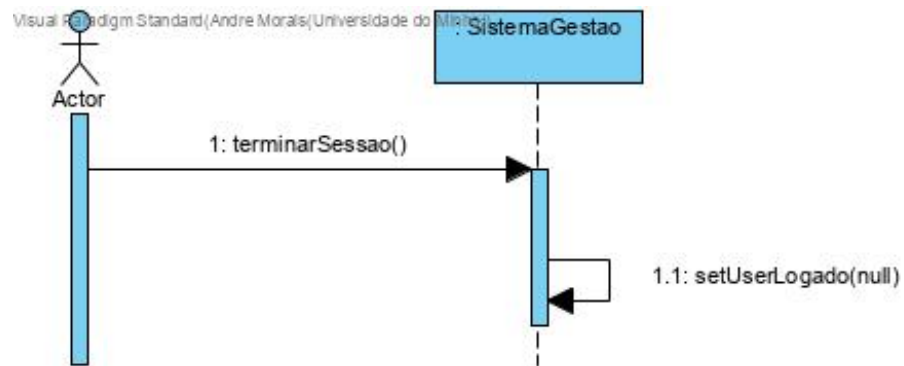 Visual Paradigm Standard(Andre Morais(Universidade do Minho))
: SistemaGestao
Actor
1: terminarSessao()
1.1: setUserLogado(null)